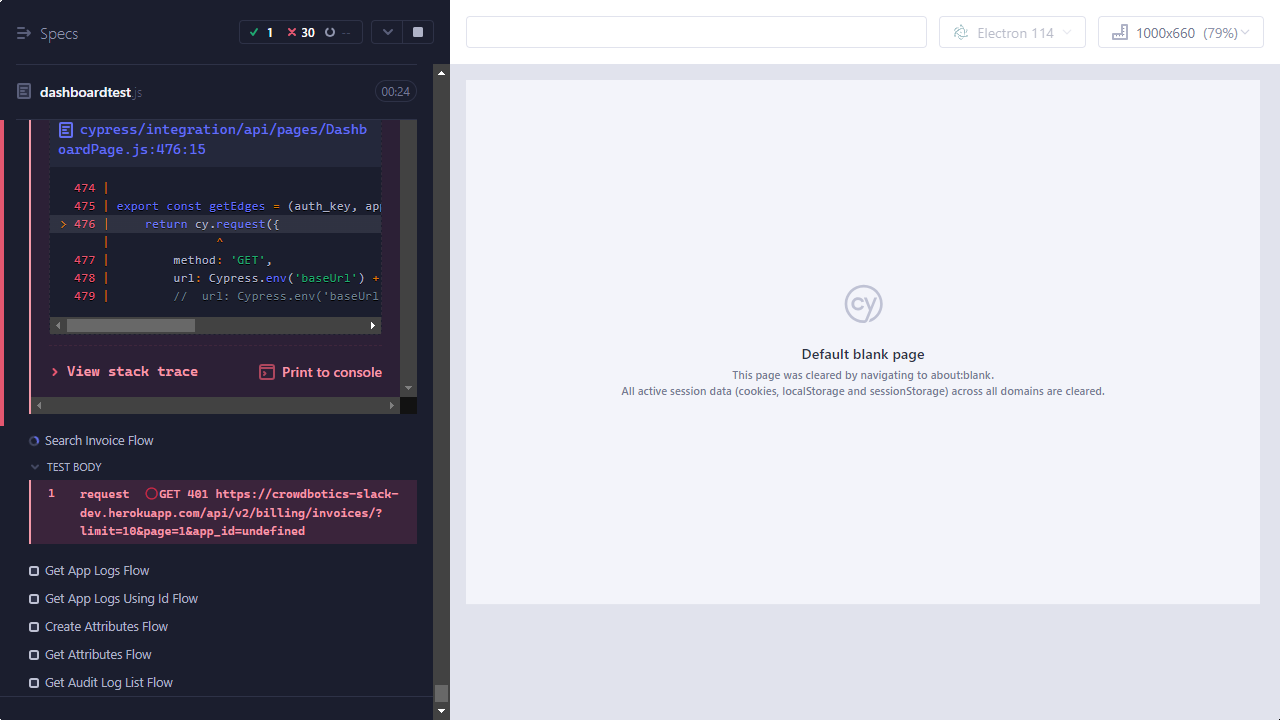 Specs
1 30 --
Electron 114
1000x660 (79%)
dashboardtest.js
00:24
cypress/integration/api/pages/Dashb
oardPage.js:476:15
474 |
475 | export const getEdges = (auth_key, app
> 476 |     return cy.request({
|               ^
477 |         method: 'GET',
478 |         url: Cypress.env('baseUrl') +
479 |         //  url: Cypress.env('baseUrl
View stack trace
Print to console
Search Invoice Flow
TEST BODY
1 request GET 401 https://crowdbotics-slack-
dev.herokuapp.com/api/v2/billing/invoices/?
limit=10&page=1&app_id=undefined
Get App Logs Flow
Get App Logs Using Id Flow
Create Attributes Flow
Get Attributes Flow
Get Audit Log List Flow
cy
Default blank page
This page was cleared by navigating to about:blank.
All active session data (cookies, localStorage and sessionStorage) across all domains are cleared.